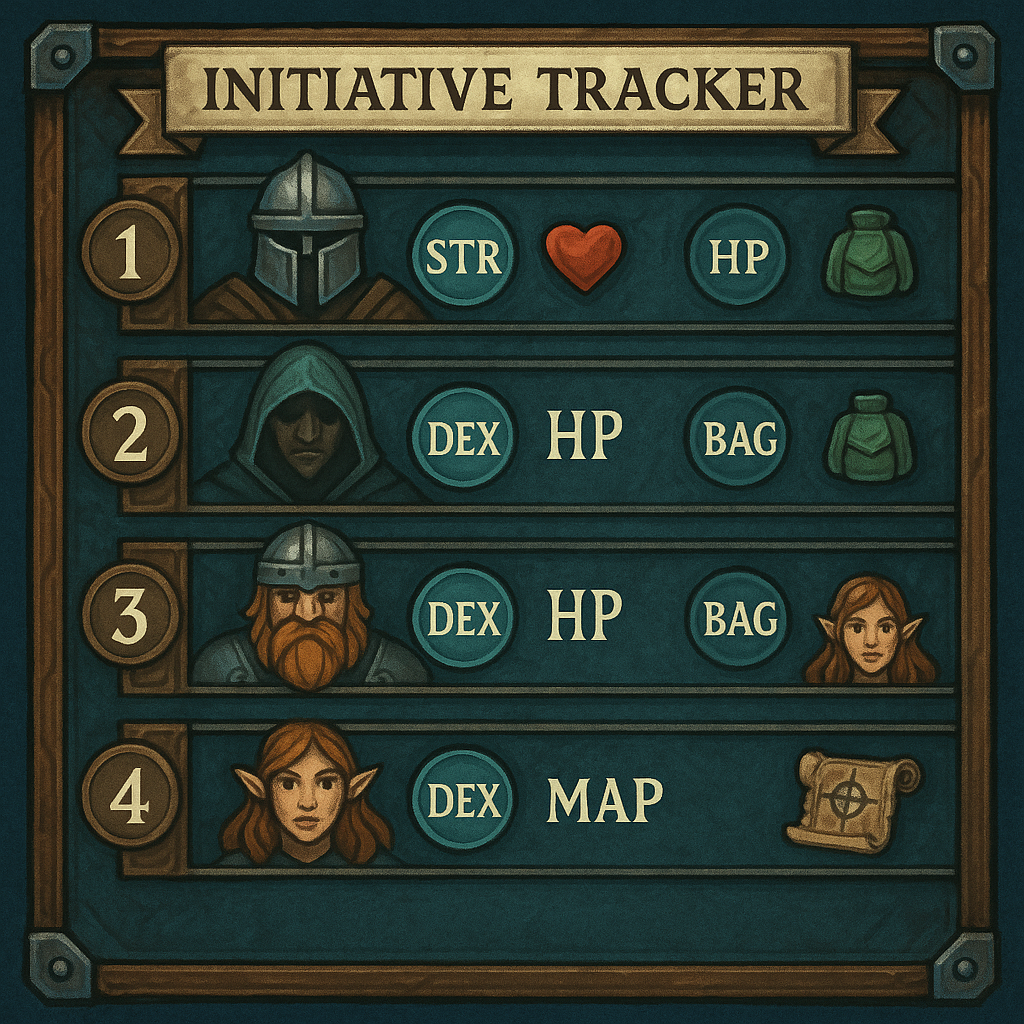 INITIATIVE TRACKER
1 STR HP
2 DEX HP BAG
3 DEX HP BAG
4 DEX MAP